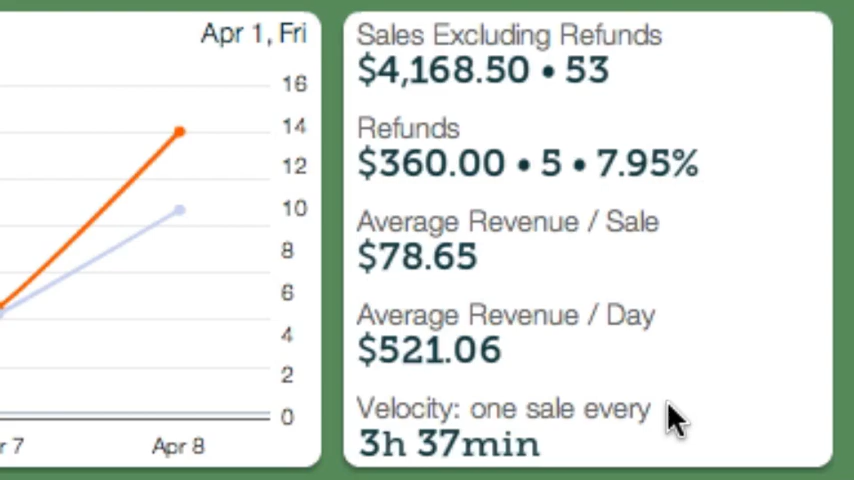 Apr 1, Fri
16
14
12
10
8
6
4
2
0
r 7
Apr 8
Sales Excluding Refunds
$4,168.50 • 53
Refunds
$360.00 • 5 • 7.95%
Average Revenue / Sale
$78.65
Average Revenue / Day
$521.06
Velocity: one sale every
3h 37min